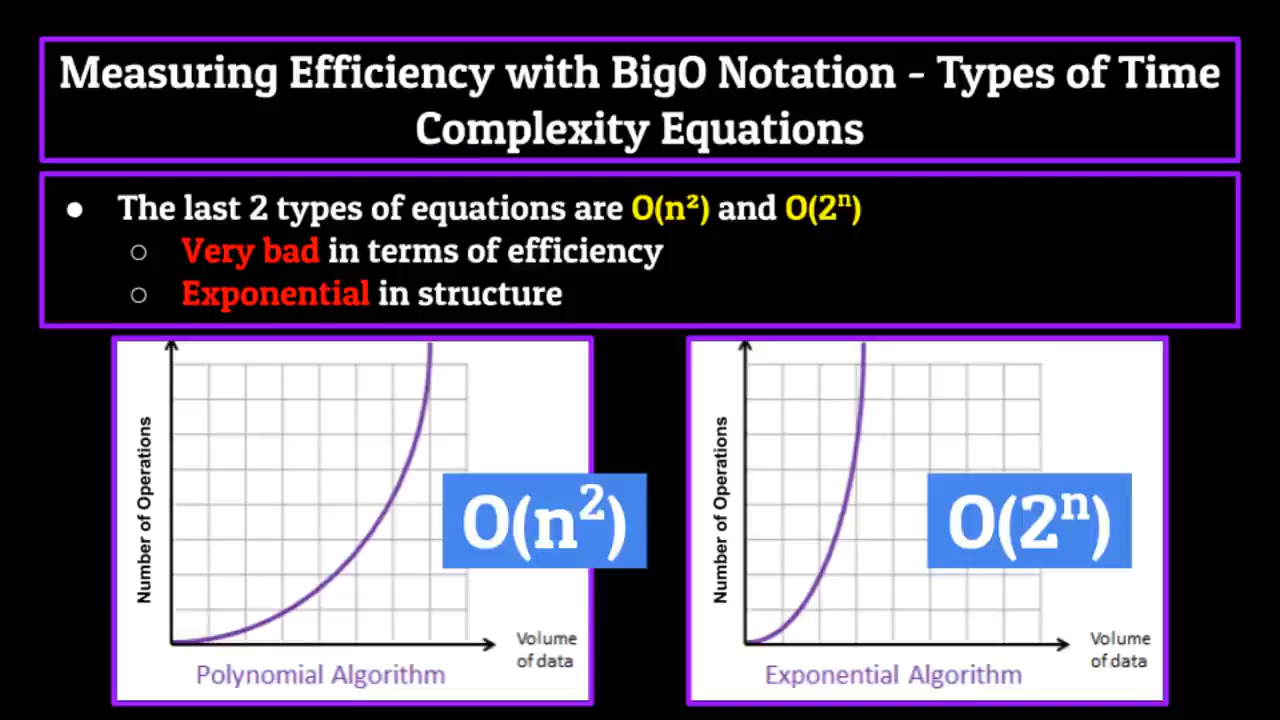 Measuring Efficiency with BigO Notation - Types of Time
Complexity Equations
● The last 2 types of equations are O(n²) and O(2ⁿ)
○ Very bad in terms of efficiency
○ Exponential in structure
Number of Operations
O(n²)
Volume
of data
Polynomial Algorithm
Number of Operations
O(2ⁿ)
Volume
of data
Exponential Algorithm